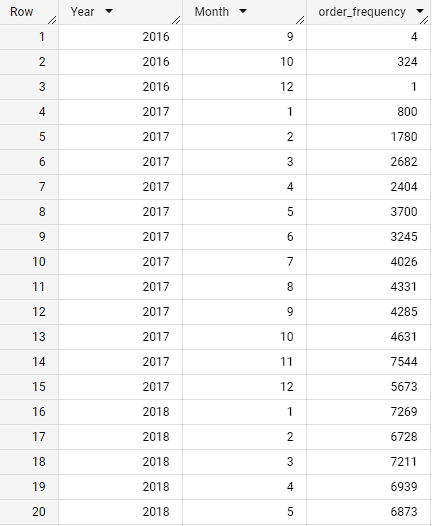 Row Year Month order_frequency
1 2016 9 4
2 2016 10 324
3 2016 12 1
4 2017 1 800
5 2017 2 1780
6 2017 3 2682
7 2017 4 2404
8 2017 5 3700
9 2017 6 3245
10 2017 7 4026
11 2017 8 4331
12 2017 9 4285
13 2017 10 4631
14 2017 11 7544
15 2017 12 5673
16 2018 1 7269
17 2018 2 6728
18 2018 3 7211
19 2018 4 6939
20 2018 5 6873